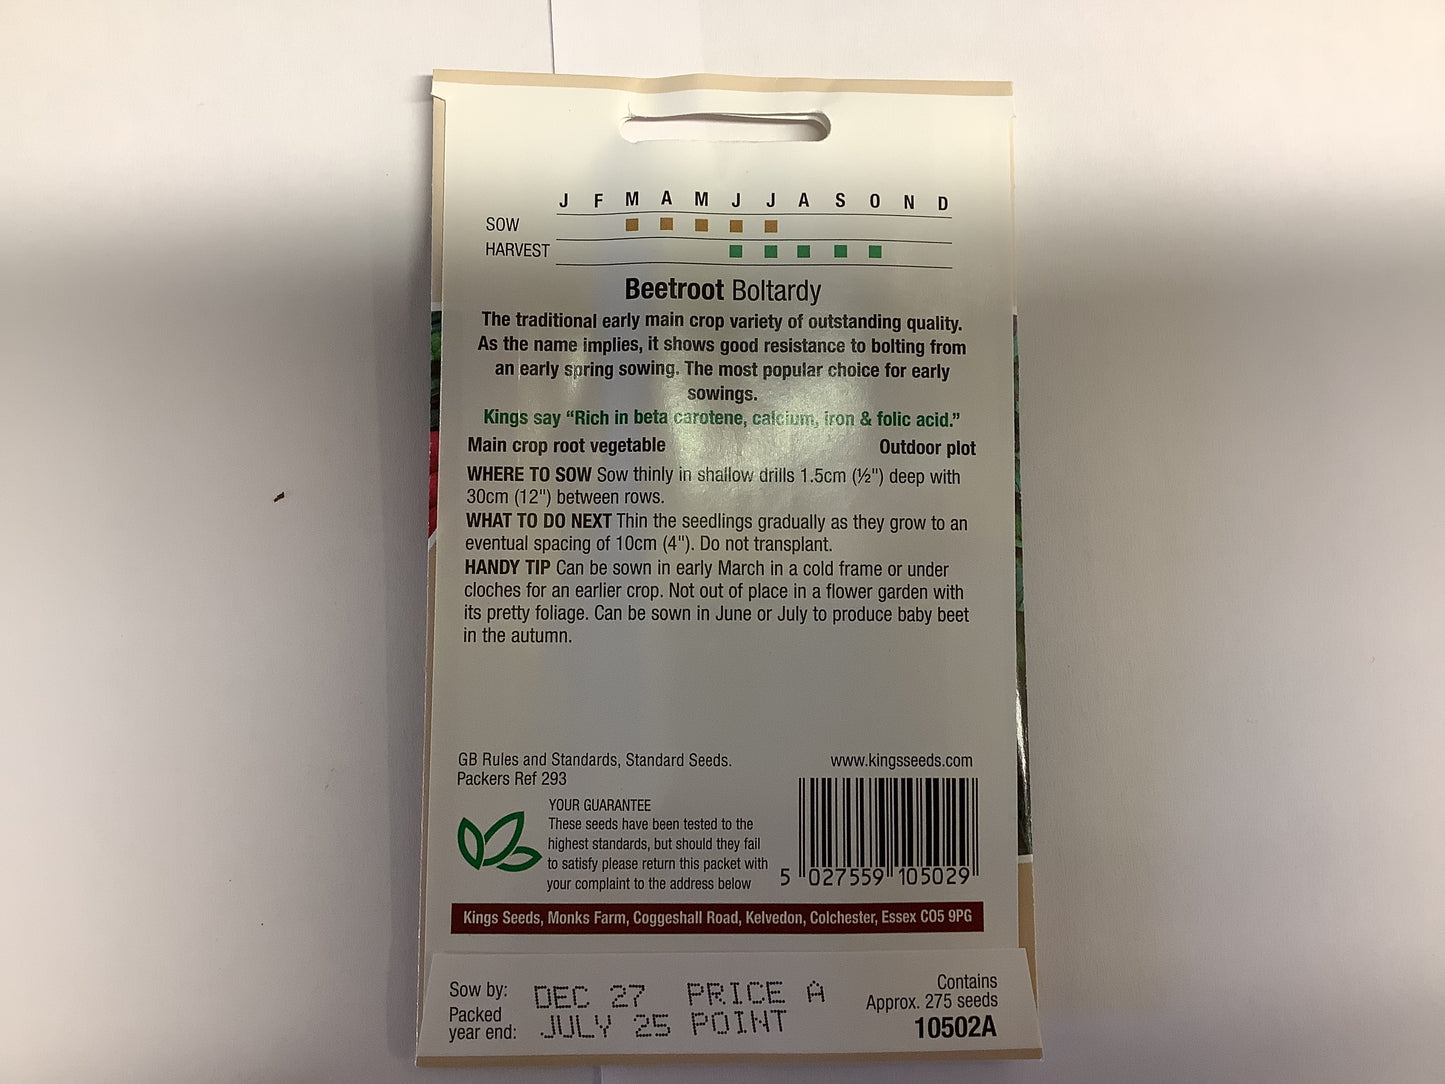 J F M A M J J A S O N D
SOW
HARVEST
Beetroot Boltardy
The traditional early main crop variety of outstanding quality.
As the name implies, it shows good resistance to bolting from
an early spring sowing. The most popular choice for early
sowings.
Kings say “Rich in beta carotene, calcium, iron & folic acid.”
Main crop root vegetable Outdoor plot
WHERE TO SOW Sow thinly in shallow drills 1.5cm (½") deep with
30cm (12") between rows.
WHAT TO DO NEXT Thin the seedlings gradually as they grow to an
eventual spacing of 10cm (4"). Do not transplant.
HANDY TIP Can be sown in early March in a cold frame or under
cloches for an earlier crop. Not out of place in a flower garden with
its pretty foliage. Can be sown in June or July to produce baby beet
in the autumn.
GB Rules and Standards, Standard Seeds.
Packers Ref 293
www.kingsseeds.com
YOUR GUARANTEE
These seeds have been tested to the
highest standards, but should they fail
to satisfy please return this packet with
your complaint to the address below
5 027559 105029
Kings Seeds, Monks Farm, Coggeshall Road, Kelvedon, Colchester, Essex CO5 9PG
Sow by: DEC 27 PRICE A
Packed
year end: JULY 25 POINT
Contains
Approx. 275 seeds
10502A